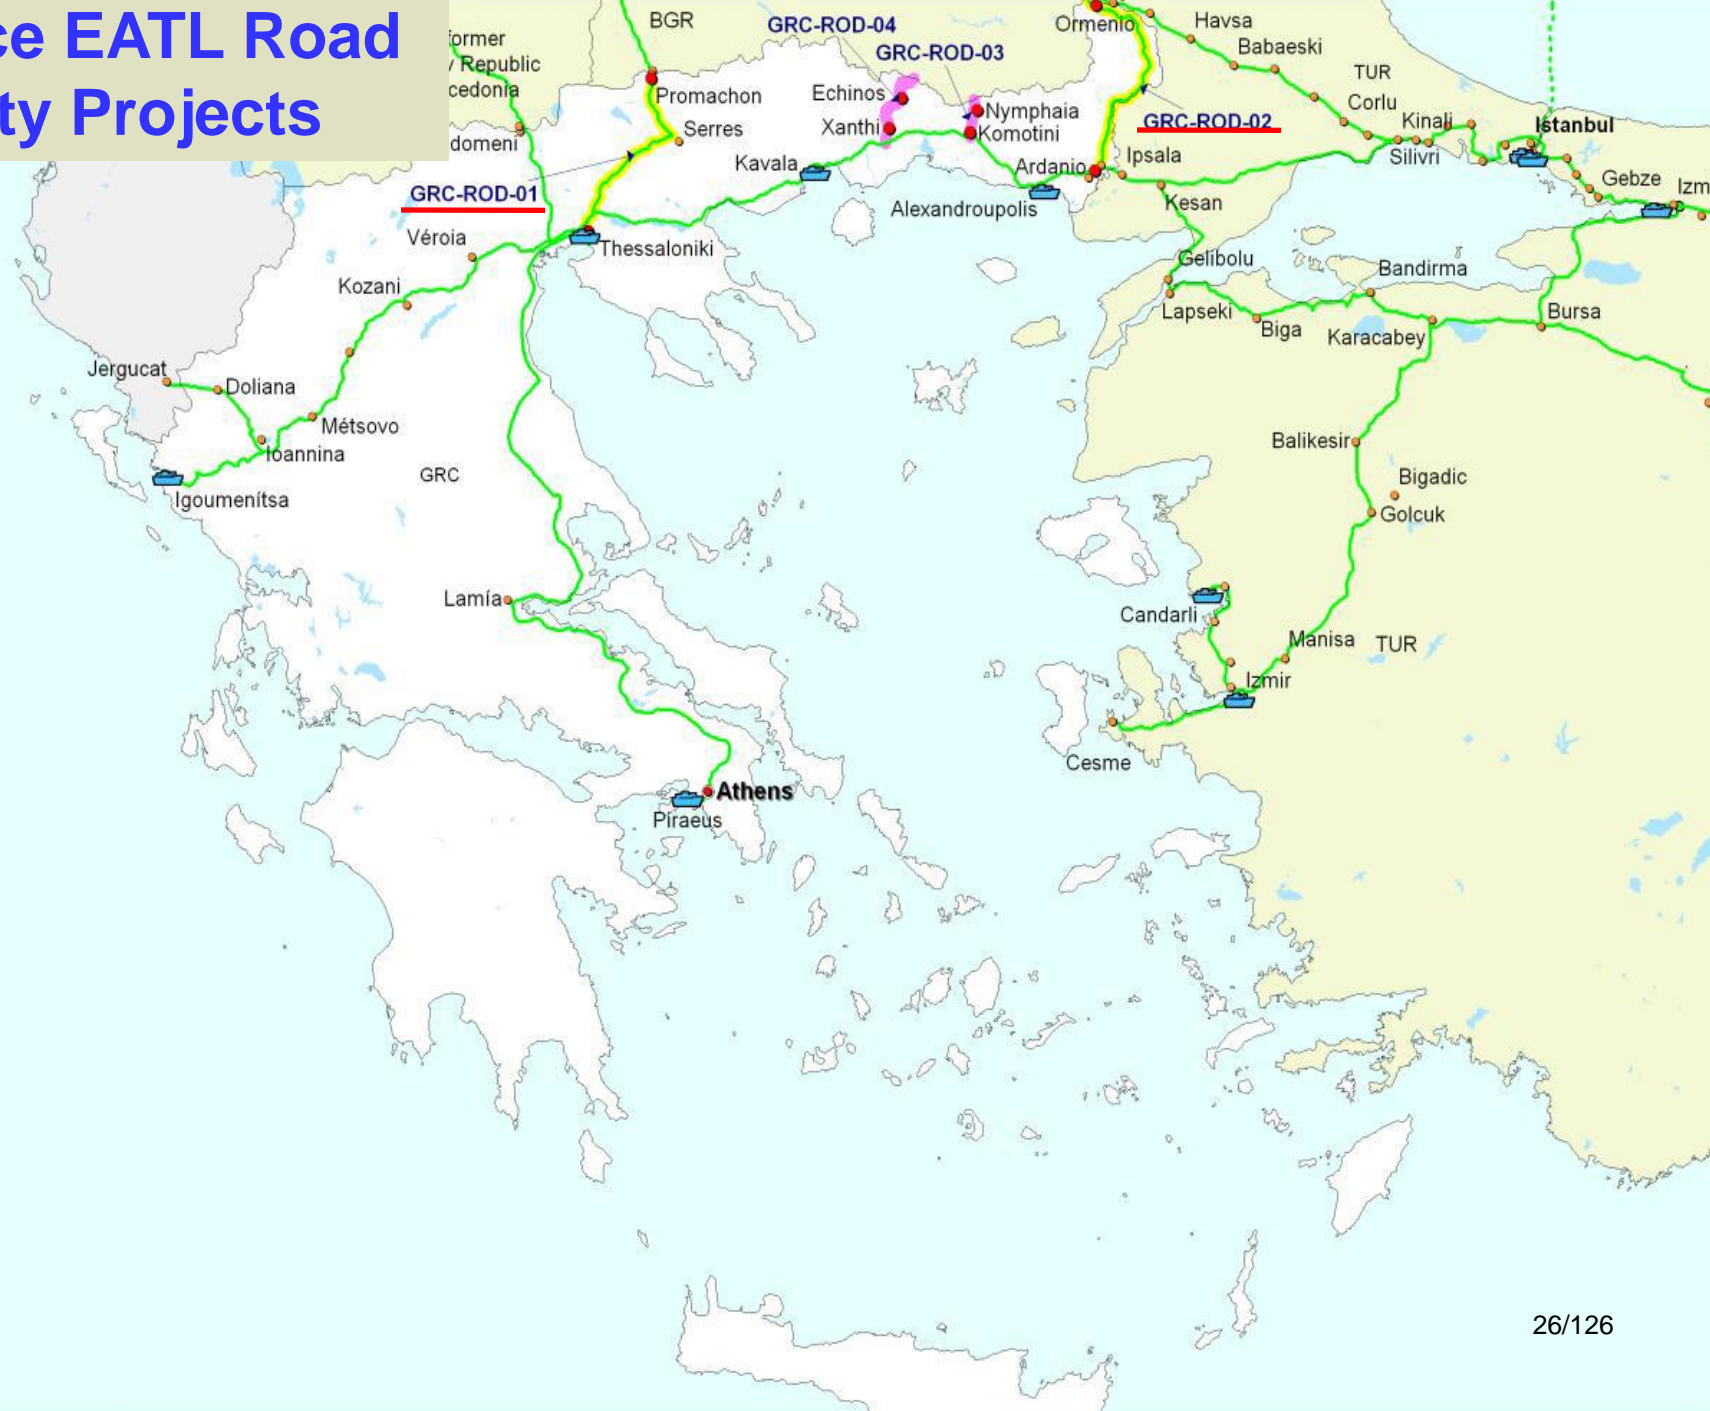 ce EATL Road
ty Projects
former
Republic
cedonia
domeni
BGR
GRC-ROD-04
GRC-ROD-03
Ormenio
Havsa
Babaeski
TUR
Corlu
Kinali
Istanbul
Silivri
Gebze
Izm
Promachon
Serres
Echinos
Xanthi
Nymphaia
Komotini
GRC-ROD-02
Kavala
Ardanio
Ipsala
Alexandroupolis
Kesan
GRC-ROD-01
Véroia
Thessaloniki
Kozani
Gelibolu
Bandirma
Lapseki
Biga
Karacabey
Bursa
Jergucat
Doliana
Métsovo
Ioannina
GRC
Igoumenítsa
Balikesir
Bigadic
Golcuk
Lamía
Candarli
Manisa
TUR
Izmir
Cesme
Athens
Piraeus
26/126